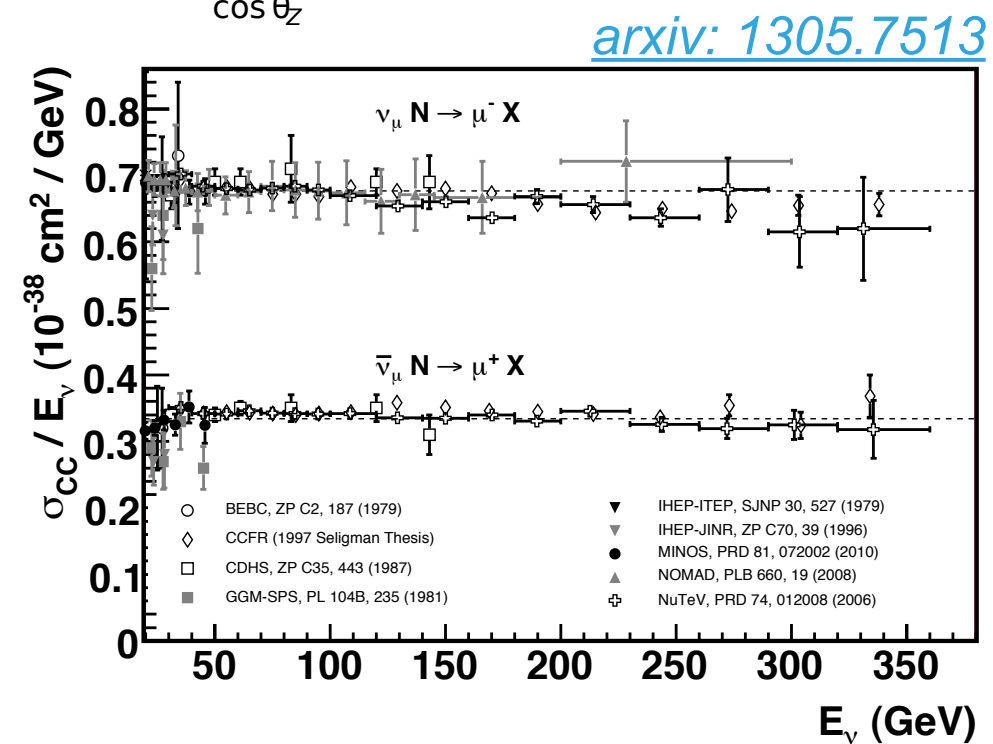 cos θZ
arxiv: 1305.7513
σCC / Eν (10-38 cm2 / GeV)
0.8
0.7
0.6
0.5
0.4
0.3
0.2
0.1
0
νμ N → μ- X
ν̅μ N → μ+ X
BEBC, ZP C2, 187 (1979)
CCFR (1997 Seligman Thesis)
CDHS, ZP C35, 443 (1987)
GGM-SPS, PL 104B, 235 (1981)
IHEP-ITEP, SJNP 30, 527 (1979)
IHEP-JINR, ZP C70, 39 (1996)
MINOS, PRD 81, 072002 (2010)
NOMAD, PLB 660, 19 (2008)
NuTeV, PRD 74, 012008 (2006)
50 100 150 200 250 300 350
Eν (GeV)